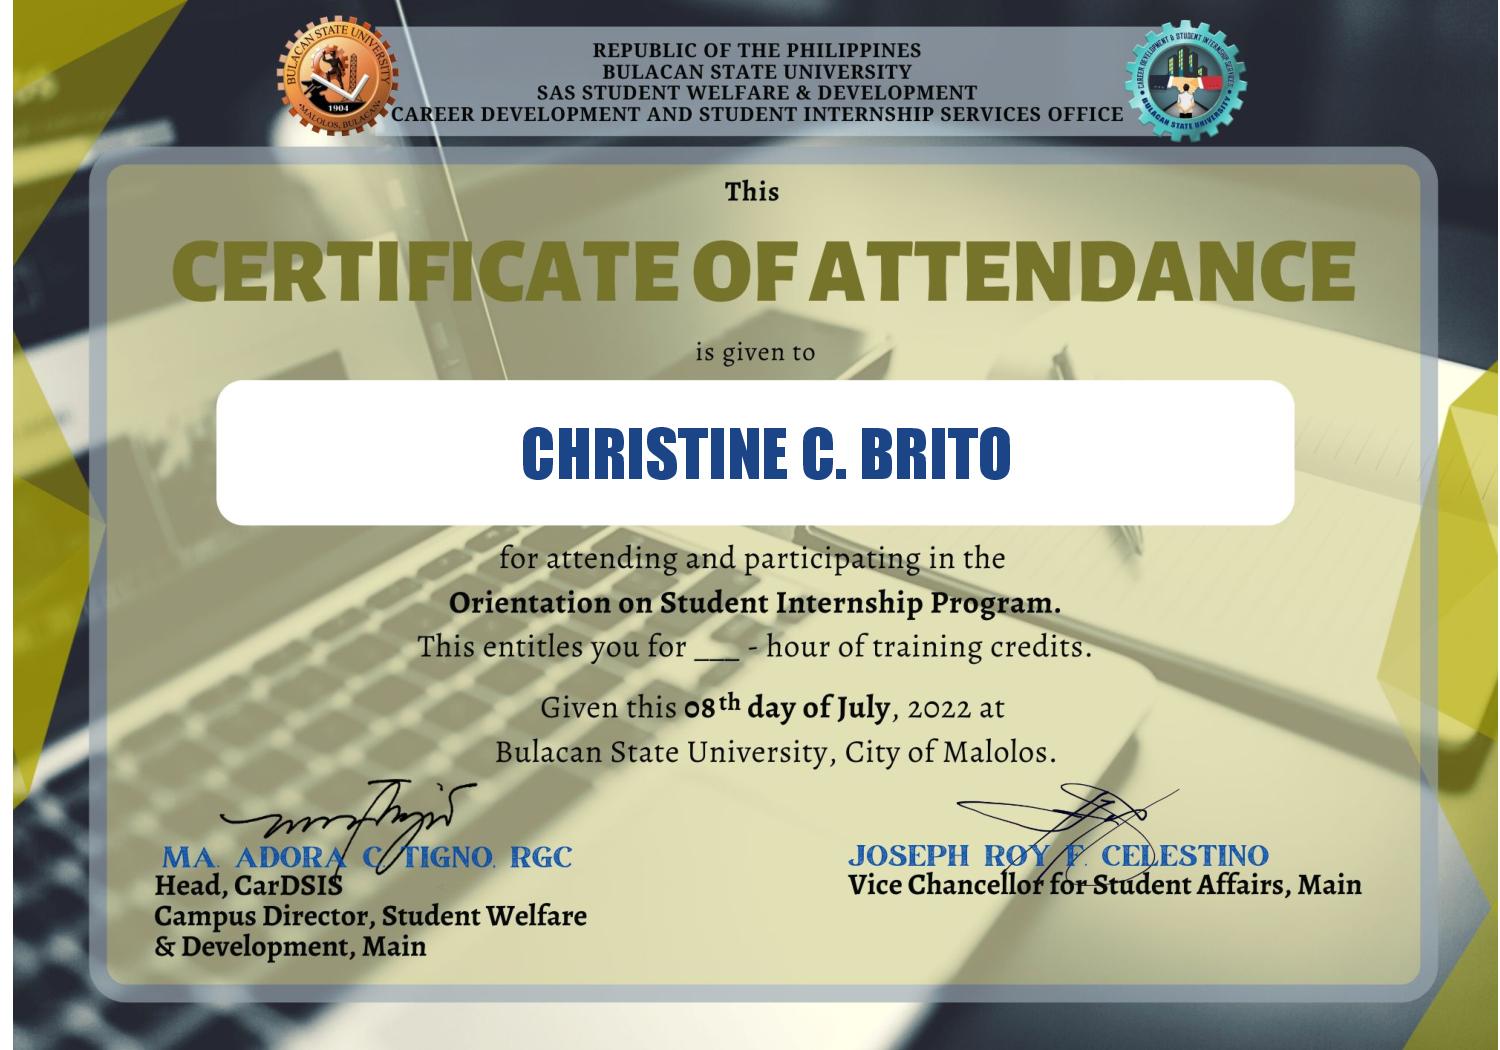 BULACAN STATE UNIVERSITY
1904
MALOLOS, BULACAN
REPUBLIC OF THE PHILIPPINES
BULACAN STATE UNIVERSITY
SAS STUDENT WELFARE & DEVELOPMENT
CAREER DEVELOPMENT AND STUDENT INTERNSHIP SERVICES OFFICE
CAREER DEVELOPMENT & STUDENT INTERNSHIP SERVICES
BULACAN STATE UNIVERSITY
This
CERTIFICATE OF ATTENDANCE
is given to
CHRISTINE C. BRITO
for attending and participating in the
Orientation on Student Internship Program.
This entitles you for ___ - hour of training credits.
Given this 08th day of July, 2022 at
Bulacan State University, City of Malolos.
MA. ADORA C. TIGNO, RGC
Head, CarDSIS
Campus Director, Student Welfare
& Development, Main
JOSEPH ROY F. CELESTINO
Vice Chancellor for Student Affairs, Main